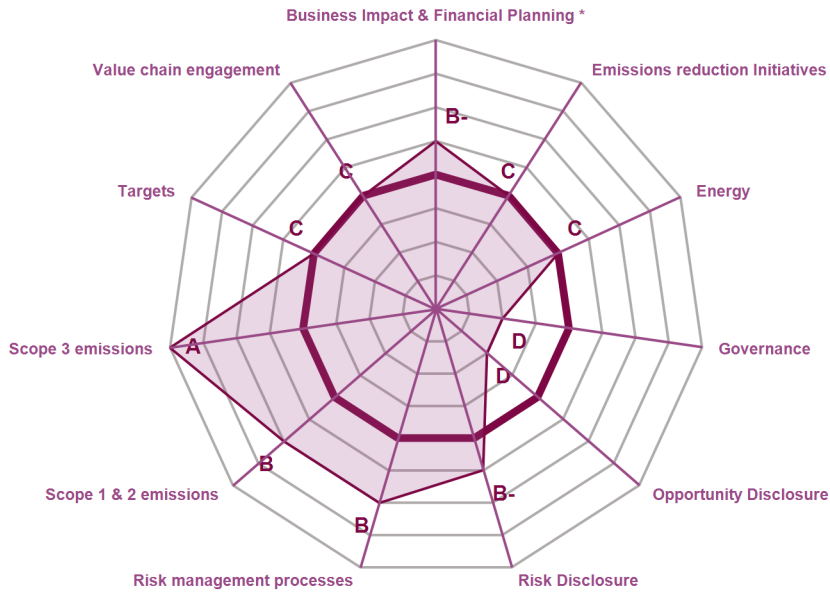 Business Impact & Financial Planning *
Value chain engagement
Emissions reduction Initiatives
B-
C
C
Targets
Energy
C
C
Scope 3 emissions
A
D
Governance
D
B
Scope 1 & 2 emissions
B-
Opportunity Disclosure
B
Risk management processes
Risk Disclosure